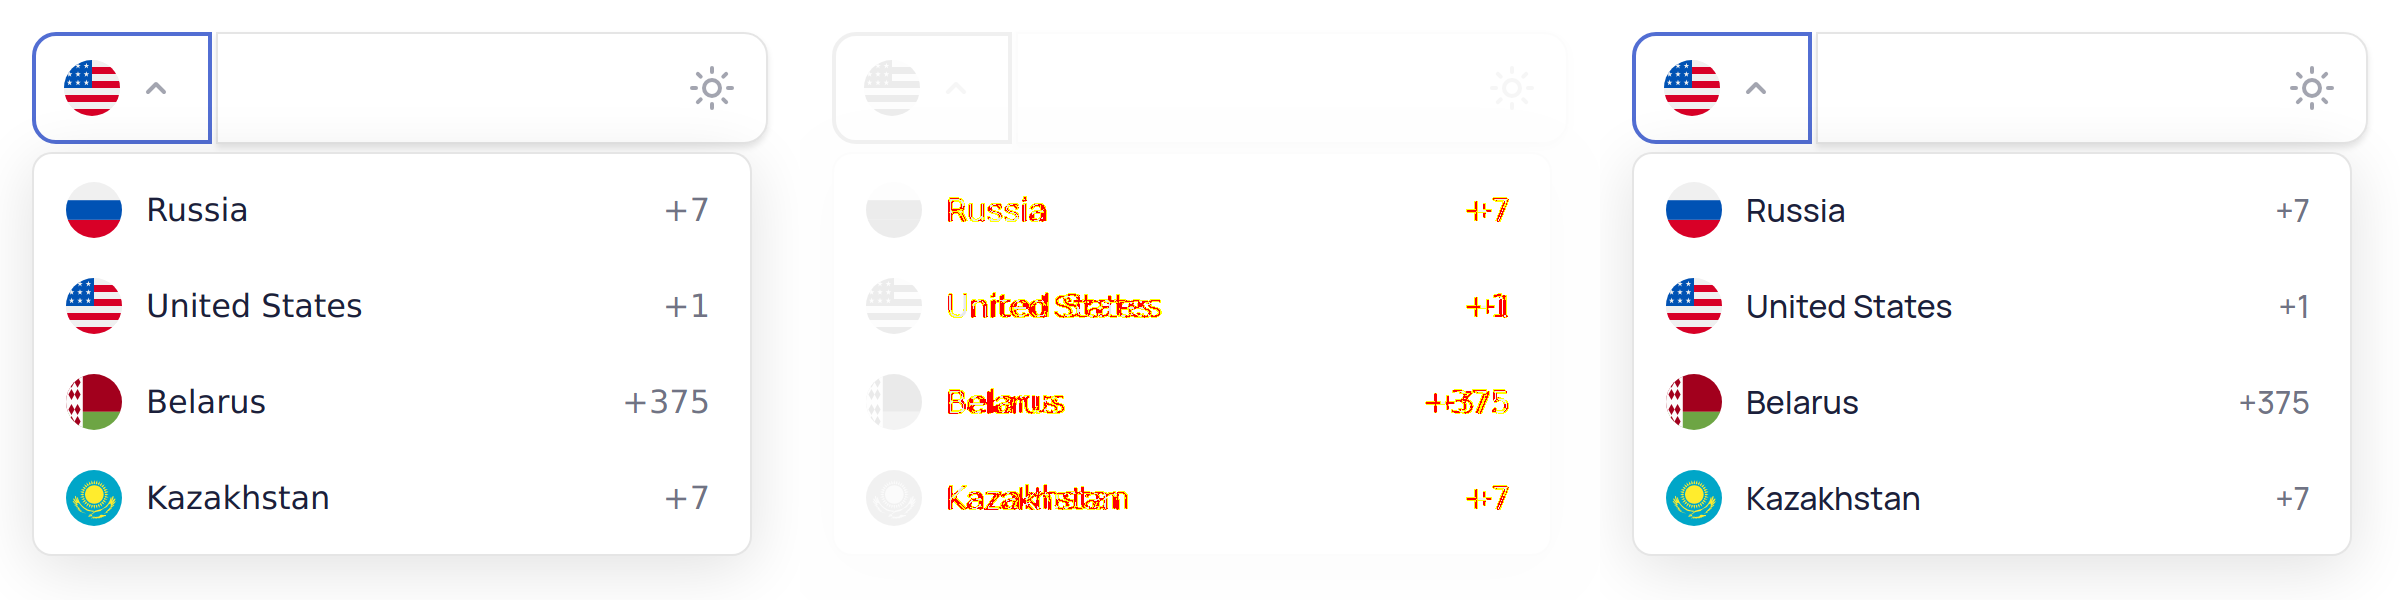 Russia +7
United States +1
Belarus +375
Kazakhstan +7
Russia +7
United States +1
Belarus +375
Kazakhstan +7
Russia +7
United States +1
Belarus +375
Kazakhstan +7